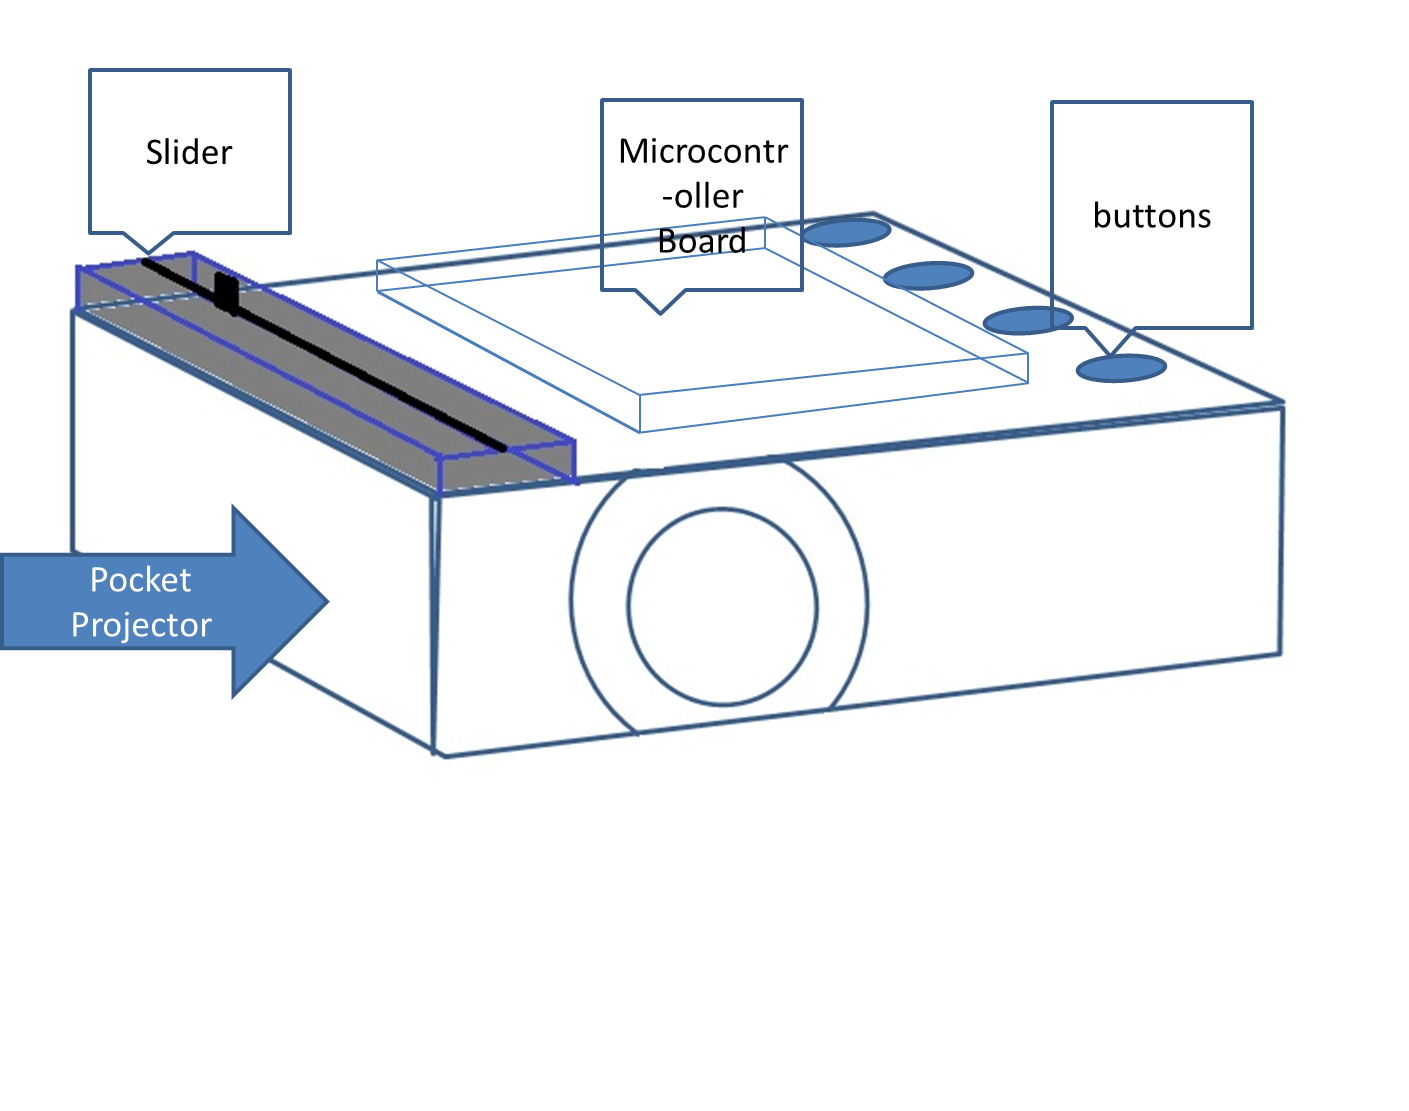 Slider
Microcontr
-oller
Board
buttons
Pocket
Projector